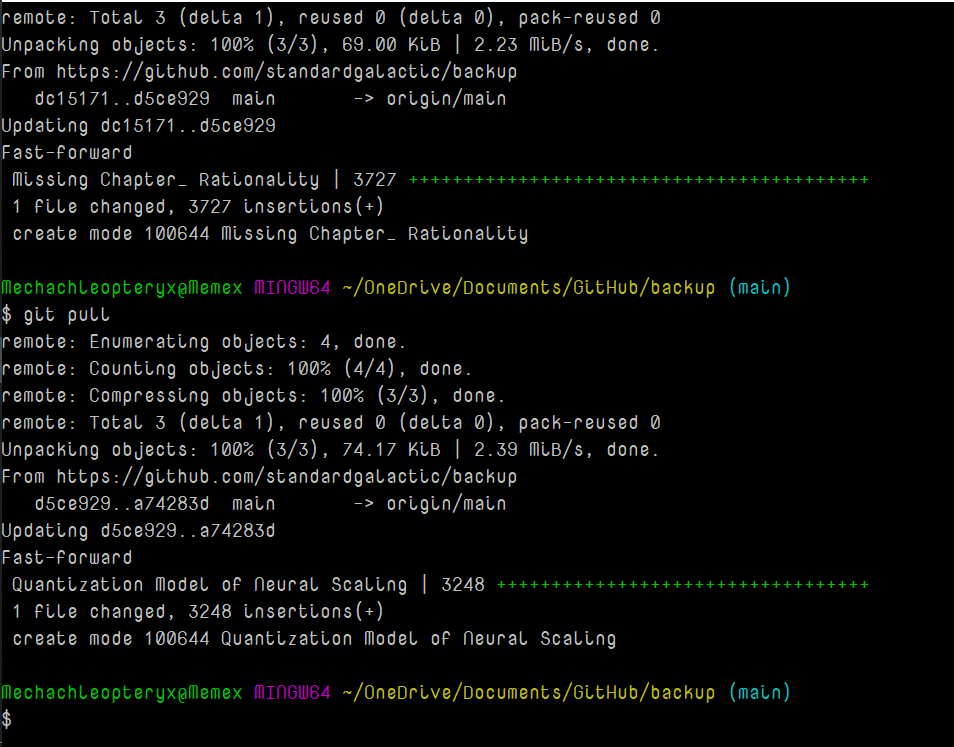 remote: Total 3 (delta 1), reused 0 (delta 0), pack-reused 0
Unpacking objects: 100% (3/3), 69.00 KiB | 2.23 MiB/s, done.
From https://github.com/standardgalactic/backup
   dc15171..d5ce929  main       -> origin/main
Updating dc15171..d5ce929
Fast-forward
 Missing Chapter_ Rationality | 3727 ++++++++++++++++++++++++++++++++++++++++++
 1 file changed, 3727 insertions(+)
 create mode 100644 Missing Chapter_ Rationality
Mechachleopteryx@Memex MINGW64 ~/OneDrive/Documents/GitHub/backup (main)
$ git pull
remote: Enumerating objects: 4, done.
remote: Counting objects: 100% (4/4), done.
remote: Compressing objects: 100% (3/3), done.
remote: Total 3 (delta 1), reused 0 (delta 0), pack-reused 0
Unpacking objects: 100% (3/3), 74.17 KiB | 2.39 MiB/s, done.
From https://github.com/standardgalactic/backup
   d5ce929..a74283d  main       -> origin/main
Updating d5ce929..a74283d
Fast-forward
 Quantization Model of Neural Scaling | 3248 ++++++++++++++++++++++++++++++++++
 1 file changed, 3248 insertions(+)
 create mode 100644 Quantization Model of Neural Scaling
Mechachleopteryx@Memex MINGW64 ~/OneDrive/Documents/GitHub/backup (main)
$